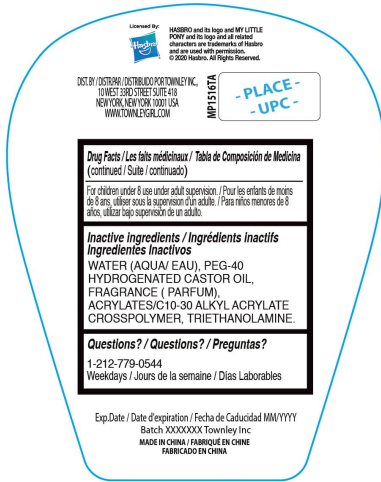 Licensed By:
Hasbro
HASBRO and its logo and MY LITTLE
PONY and its logo and all related
characters are trademarks of Hasbro
and are used with permission.
© 2020 Hasbro. All Rights Reserved.
DIST. BY / DISTR.PAR / DISTRIBUIDO POR TOWNLEY INC.,
10 WEST 33RD STREET SUITE 418
NEW YORK, NEW YORK 10001 USA
WWW.TOWNLEYGIRL.COM
MP1516TA
- PLACE -
- UPC -
Drug Facts / Les faits médicinaux / Tabla de Composición de Medicina
(continued / Suite / continuado)
For children under 8 use under adult supervision. / Pour les enfants de moins
de 8 ans, utiliser sous la supervision d'un adulte. / Para niños menores de 8
años, utilizar bajo supervisión de un adulto.
Inactive ingredients / Ingrédients inactifs
Ingredientes Inactivos
WATER (AQUA/ EAU), PEG-40
HYDROGENATED CASTOR OIL,
FRAGRANCE ( PARFUM),
ACRYLATES/C10-30 ALKYL ACRYLATE
CROSSPOLYMER, TRIETHANOLAMINE.
Questions? / Questions? / Preguntas?
1-212-779-0544
Weekdays / Jours de la semaine / Dias Laborables
Exp.Date / Date d'expiration / Fecha de Caducidad MM/YYYY
Batch XXXXXXX Townley Inc
MADE IN CHINA / FABRIQUÉ EN CHINE
FABRICADO EN CHINA